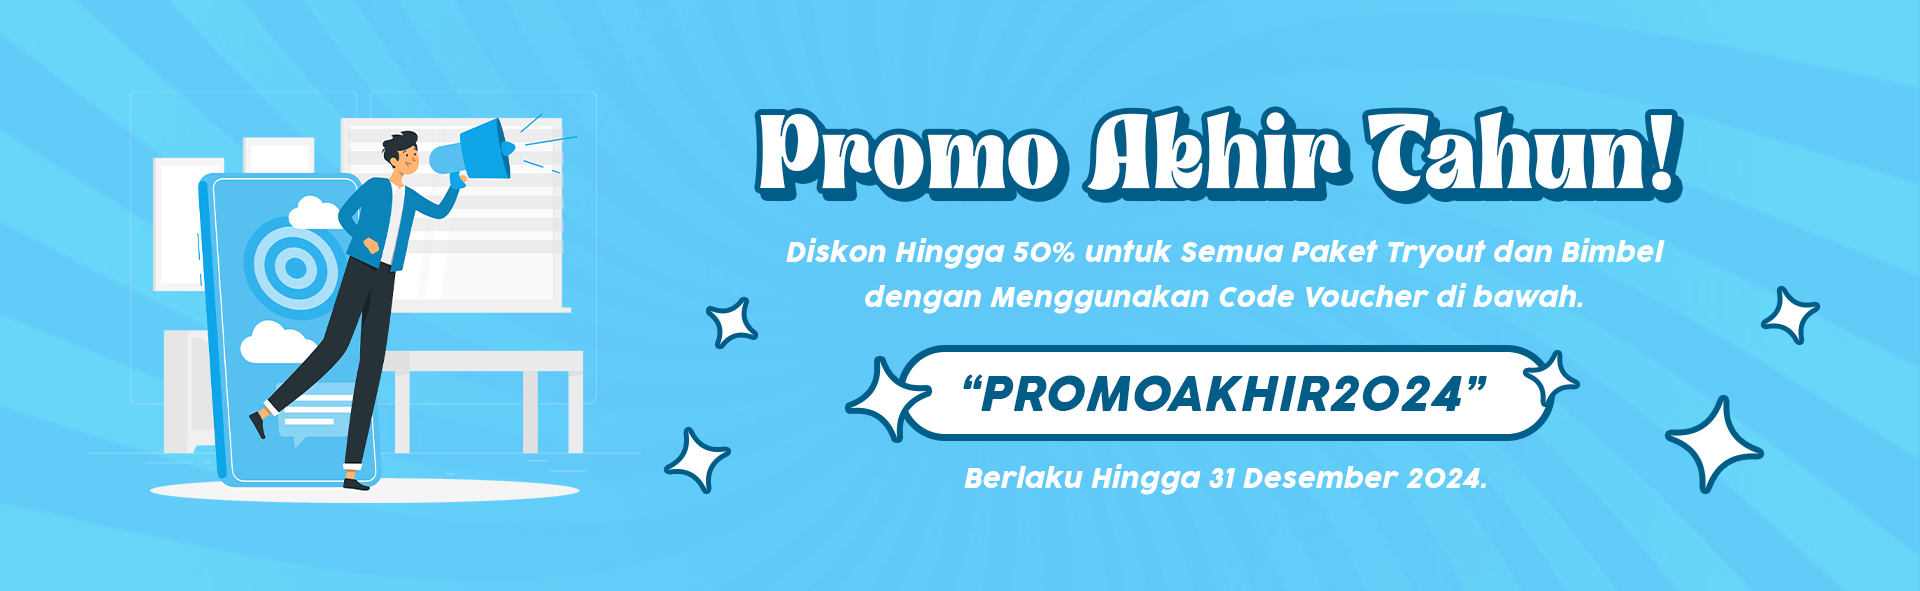 Promo Akhir Tahun!
Diskon Hingga 50% untuk Semua Paket Tryout dan Bimbel
dengan Menggunakan Code Voucher di bawah.
“PROMOAKHIR2024”
Berlaku Hingga 31 Desember 2024.